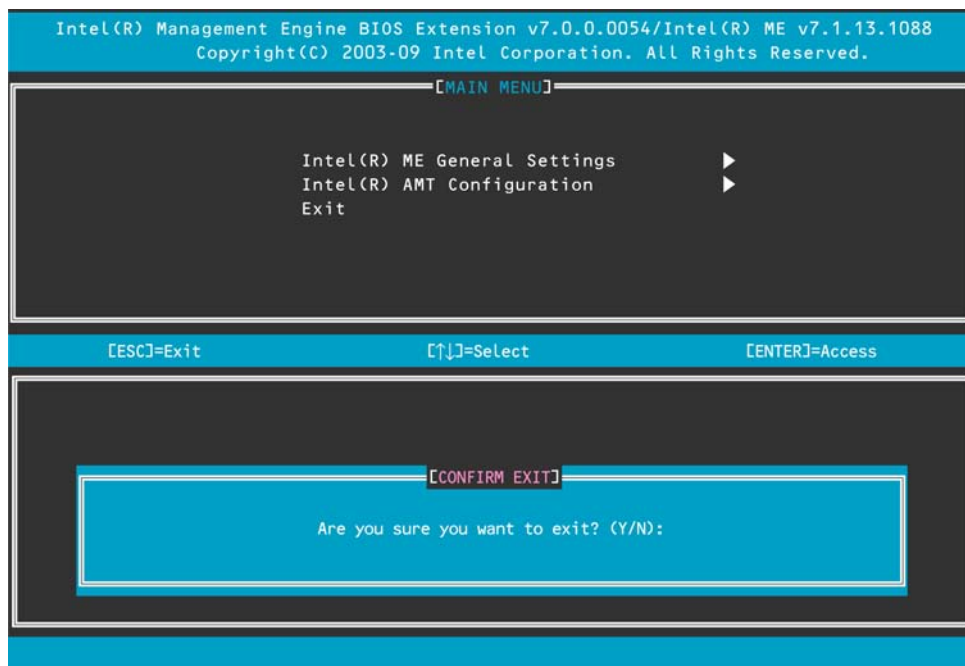 Intel(R) Management Engine BIOS Extension v7.0.0.0054/Intel(R) ME v7.1.13.1088
Copyright(C) 2003-09 Intel Corporation. All Rights Reserved.
[MAIN MENU]
Intel(R) ME General Settings ▶
Intel(R) AMT Configuration ▶
Exit
[ESC]=Exit [↑↓]=Select [ENTER]=Access
[CONFIRM EXIT]
Are you sure you want to exit? (Y/N):